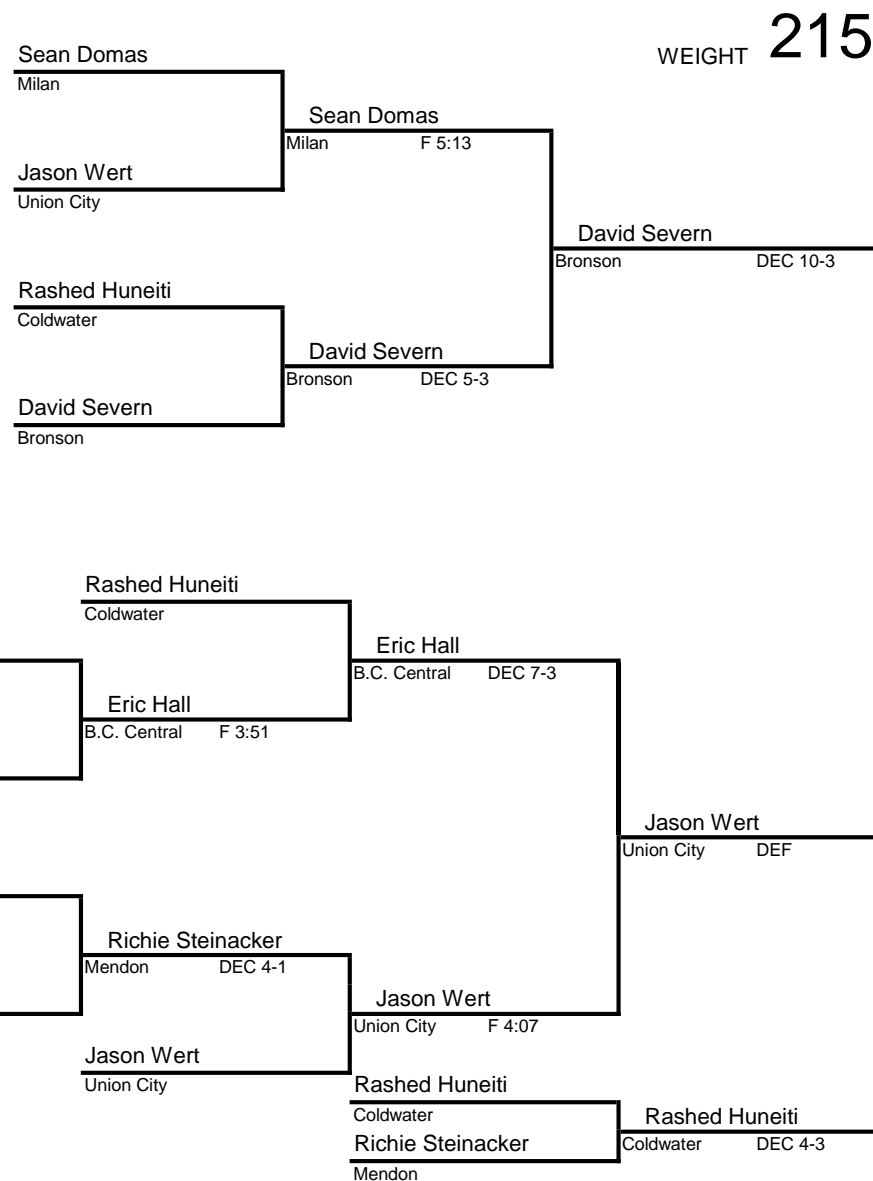 WEIGHT 215
Sean Domas
Milan
Sean Domas
Milan F 5:13
Jason Wert
Union City
David Severn
Bronson DEC 10-3
Rashed Huneiti
Coldwater
David Severn
Bronson DEC 5-3
David Severn
Bronson
Rashed Huneiti
Coldwater
Eric Hall
B.C. Central DEC 7-3
Eric Hall
B.C. Central F 3:51
Jason Wert
Union City DEF
Richie Steinacker
Mendon DEC 4-1
Jason Wert
Union City F 4:07
Jason Wert
Union City
Rashed Huneiti
Coldwater
Rashed Huneiti
Coldwater DEC 4-3
Richie Steinacker
Mendon